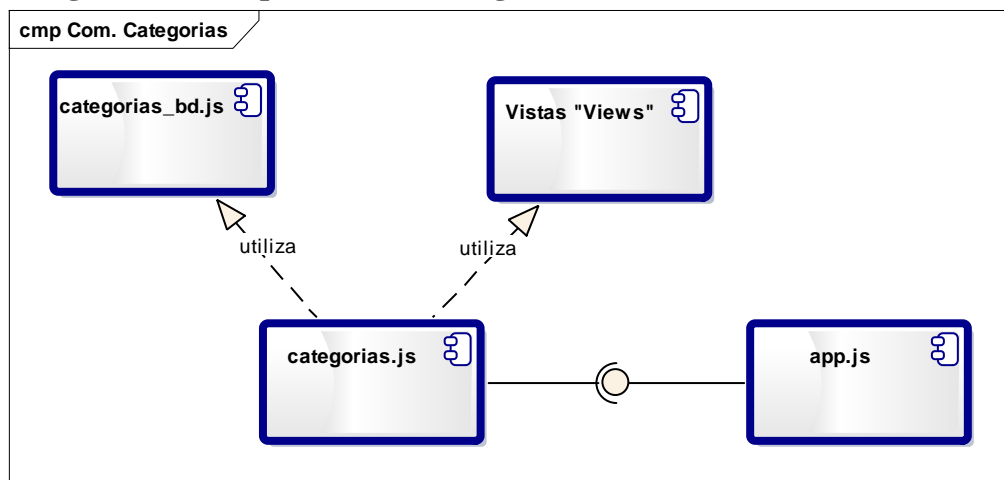 cmp Com. Categorias
categorias_bd.js
Vistas "Views"
utiliza
utiliza
categorias.js
app.js